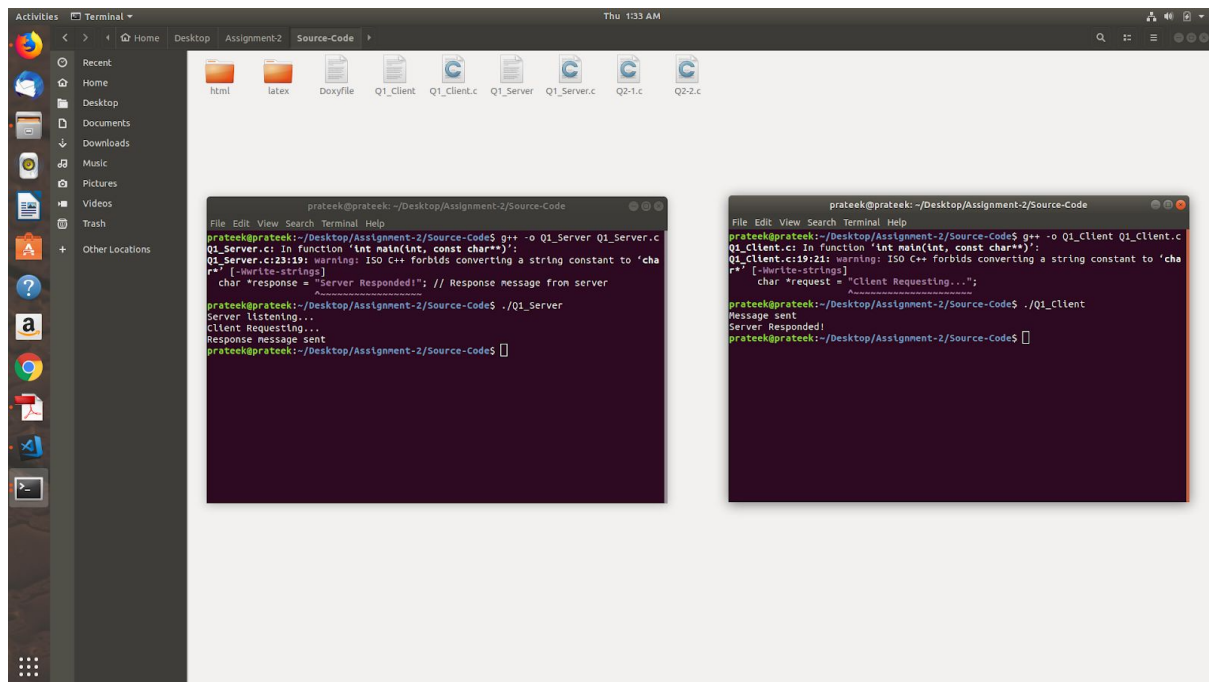 Activities Terminal Thu 1:33 AM
Home Desktop Assignment-2 Source-Code
Recent
Home
Desktop
Documents
Downloads
Music
Pictures
Videos
Trash
Other Locations
html latex Doxyfile Q1_Client Q1_Client.c Q1_Server Q1_Server.c Q2-1.c Q2-2.c
prateek@prateek: ~/Desktop/Assignment-2/Source-Code
File Edit View Search Terminal Help
prateek@prateek:~/Desktop/Assignment-2/Source-Code$ g++ -o Q1_Server Q1_Server.c
Q1_Server.c: In function ‘int main(int, const char**)’:
Q1_Server.c:23:19: warning: ISO C++ forbids converting a string constant to ‘cha
r*’ [-Wwrite-strings]
char *response = "Server Responded!"; // Response message from server
^~~~~~~~~~~~~~~~~~~
prateek@prateek:~/Desktop/Assignment-2/Source-Code$ ./Q1_Server
Server listening...
Client Requesting...
Response message sent
prateek@prateek:~/Desktop/Assignment-2/Source-Code$
prateek@prateek: ~/Desktop/Assignment-2/Source-Code
File Edit View Search Terminal Help
prateek@prateek:~/Desktop/Assignment-2/Source-Code$ g++ -o Q1_Client Q1_Client.c
Q1_Client.c: In function ‘int main(int, const char**)’:
Q1_Client.c:19:21: warning: ISO C++ forbids converting a string constant to ‘cha
r*’ [-Wwrite-strings]
char *request = "Client Requesting...";
^~~~~~~~~~~~~~~~~~~~~~
prateek@prateek:~/Desktop/Assignment-2/Source-Code$ ./Q1_Client
Message sent
Server Responded!
prateek@prateek:~/Desktop/Assignment-2/Source-Code$